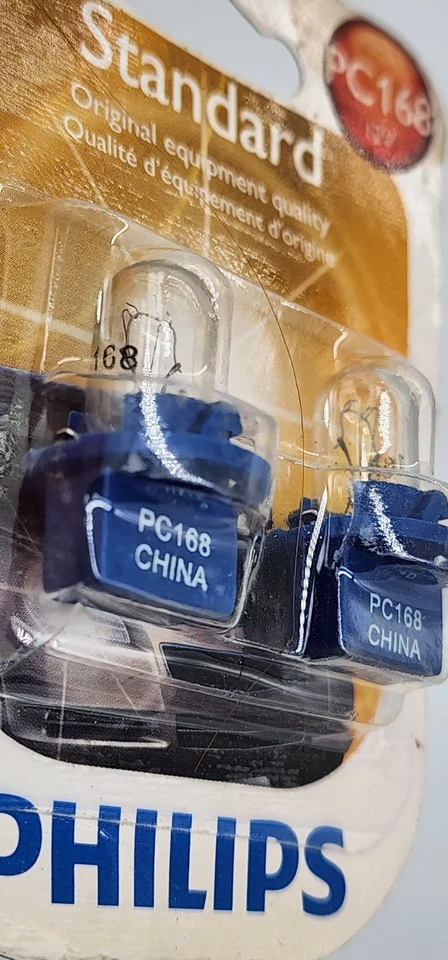 Standard
Original equipment quality
Qualité d'équipement d'origine
PC168
12V
168
PC168
CHINA
PC168
CHINA
PHILIPS